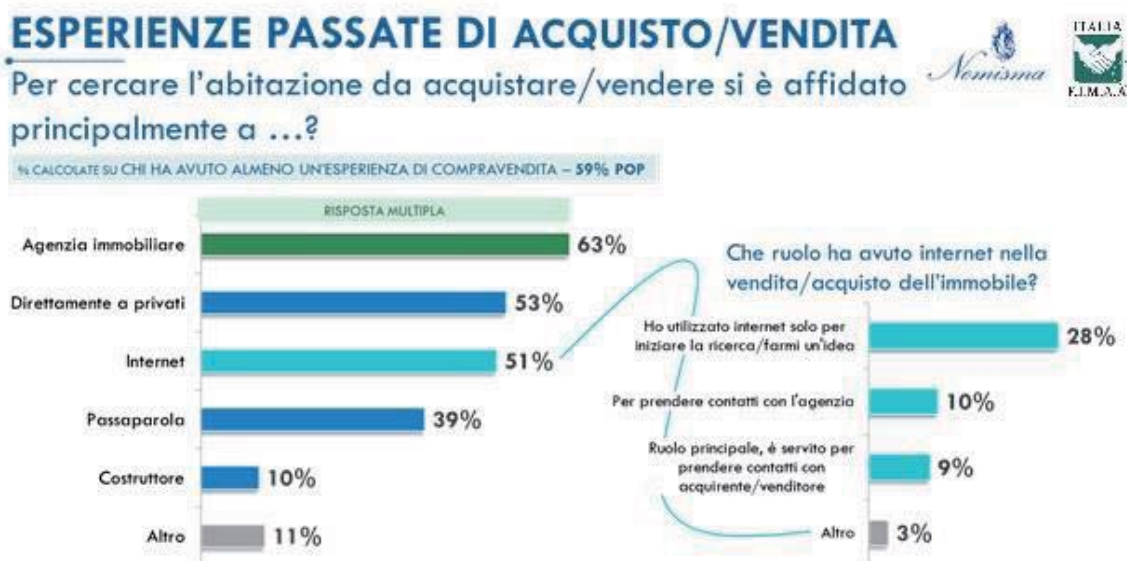 ESPERIENZE PASSATE DI ACQUISTO/VENDITA
Per cercare l'abitazione da acquistare/vendere si è affidato
principalmente a ...?
% CALCOLATE SU CHI HA AVUTO ALMENO UN'ESPERIENZA DI COMPRAVENDITA – 59% POP
Nomisma
ITALIA
F.I.M.A.A.
RISPOSTA MULTIPLA
Agenzia immobiliare 63%
Direttamente a privati 53%
Internet 51%
Passaparola 39%
Costruttore 10%
Altro 11%
Che ruolo ha avuto internet nella
vendita/acquisto dell'immobile?
Ho utilizzato internet solo per
iniziare la ricerca/farmi un'idea
28%
Per prendere contatti con l'agenzia 10%
Ruolo principale, è servito per
prendere contatti con
acquirente/venditore
9%
Altro 3%